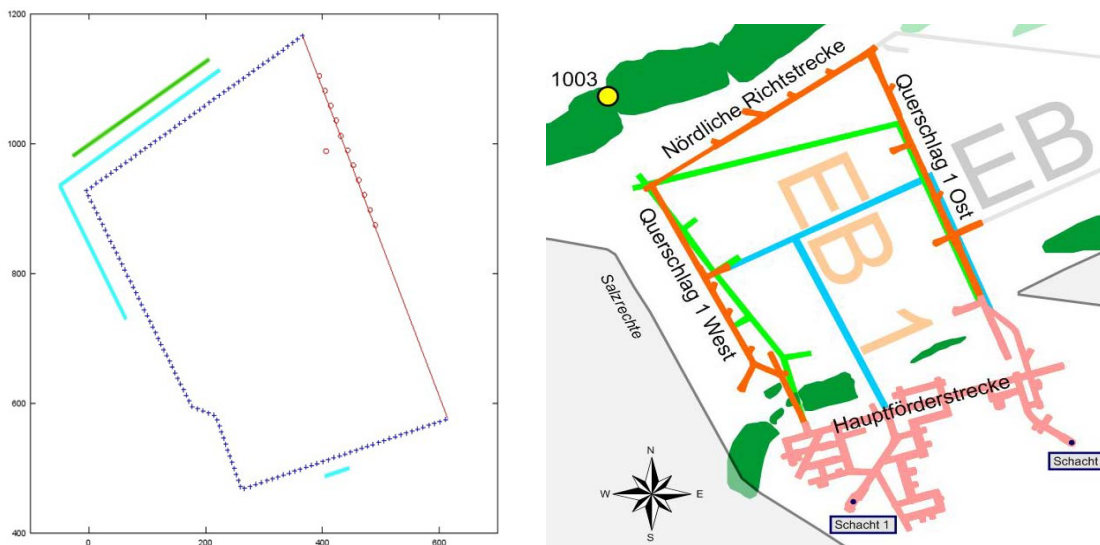 1200
1000
800
600
400
0
200
400
600
1003
Nördliche Richtstrecke
Querschlag 1 Ost
EB
EB 1
Querschlag 1 West
Salzrechte
Hauptförderstrecke
N
W
E
S
Schacht
Schacht 1